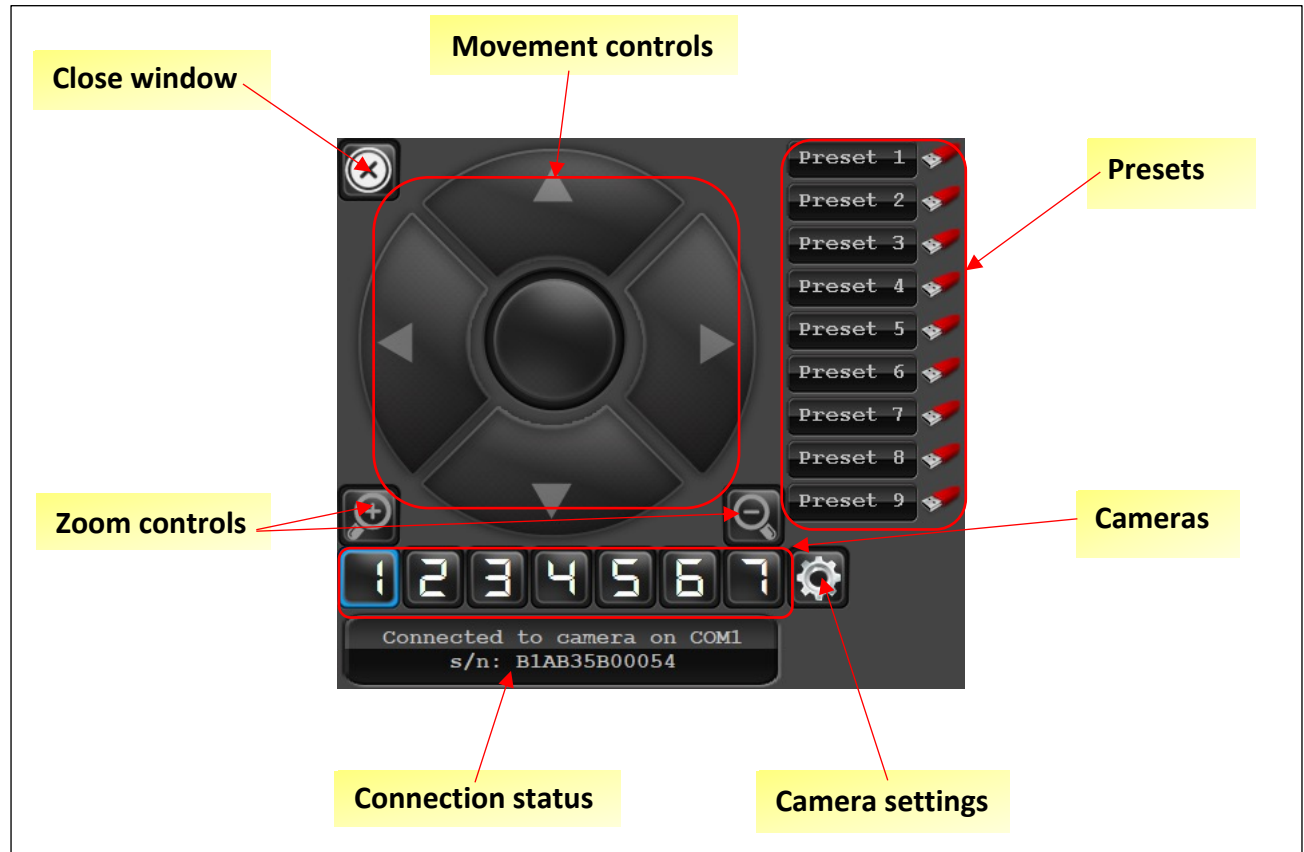 Movement controls
Close window
Presets
Preset 1
Preset 2
Preset 3
Preset 4
Preset 5
Preset 6
Preset 7
Preset 8
Preset 9
Zoom controls
Cameras
1 2 3 4 5 6 7
Connected to camera on COM1
s/n: B1AB35B00054
Connection status
Camera settings